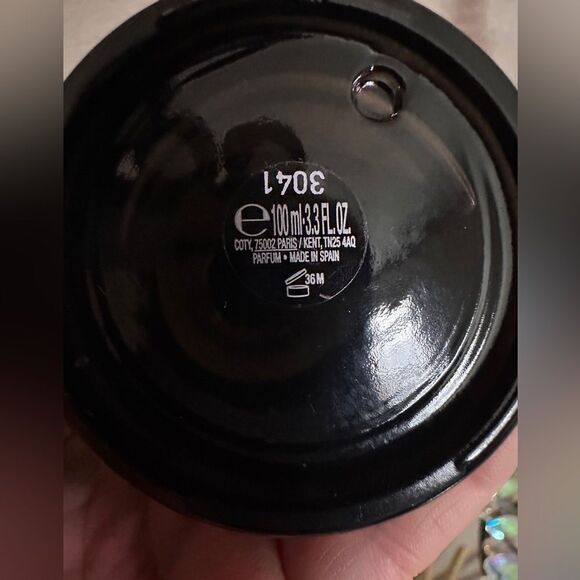 3041
e 100 ml·3.3 FL. OZ.
COTY, 75002 PARIS / KENT, TN25 4AQ
PARFUM • MADE IN SPAIN
36M